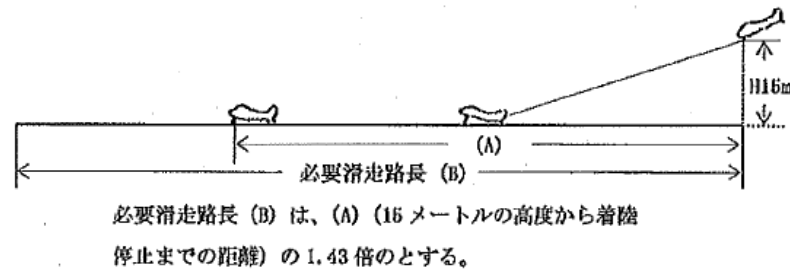 H15m
(A)
必要滑走路長 (B)
必要滑走路長 (B) は、(A) (15 メートルの高度から着陸
停止までの距離) の 1.43 倍のとする。